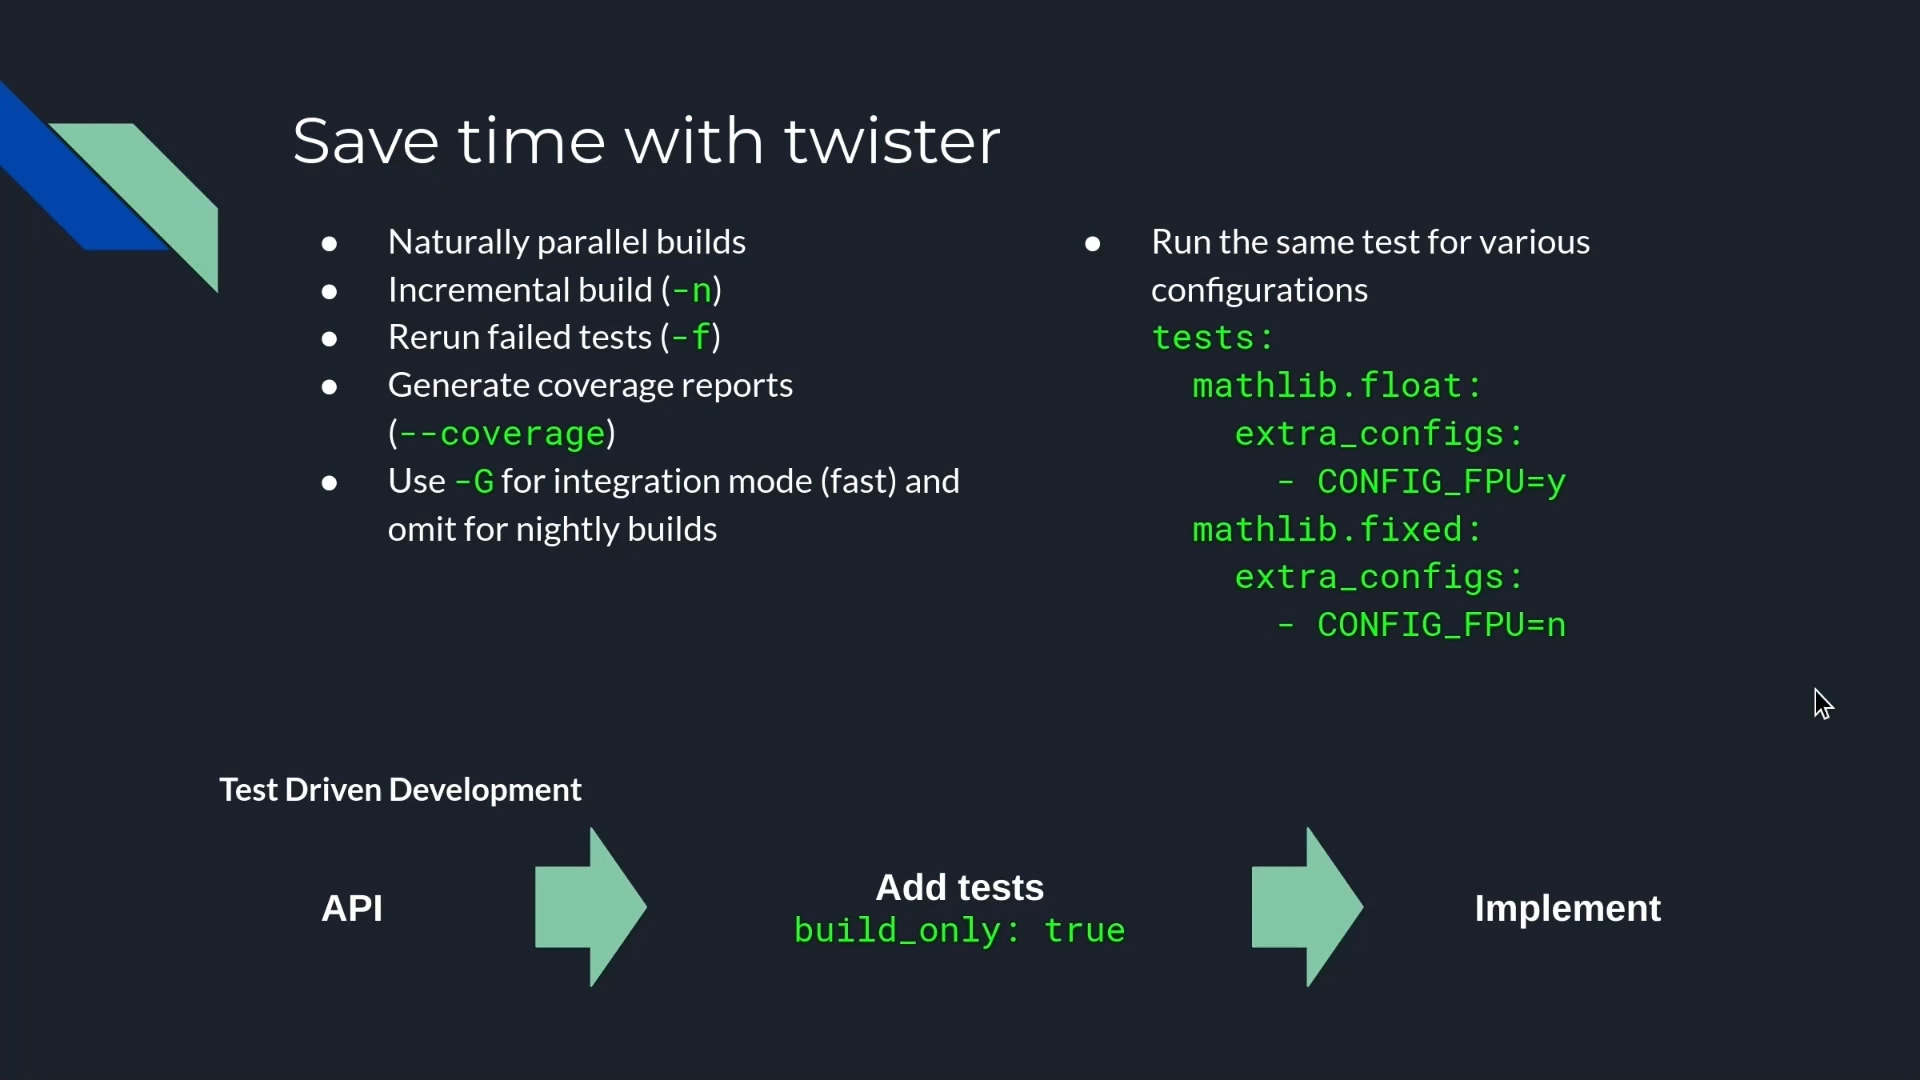 Save time with twister
● Naturally parallel builds
● Incremental build (-n)
● Rerun failed tests (-f)
● Generate coverage reports
(--coverage)
● Use -G for integration mode (fast) and
omit for nightly builds
● Run the same test for various
configurations
tests:
  mathlib.float:
    extra_configs:
      - CONFIG_FPU=y
  mathlib.fixed:
    extra_configs:
      - CONFIG_FPU=n
Test Driven Development
API
Add tests
build_only: true
Implement